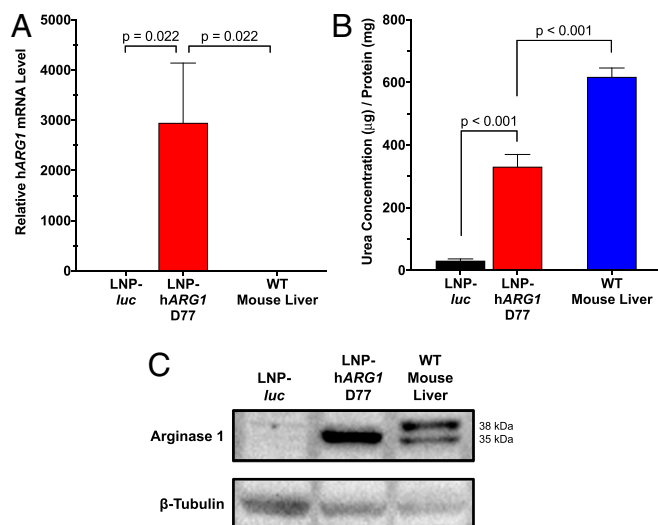 A
Relative hARG1 mRNA Level
5000
4000
3000
2000
1000
0
p = 0.022
p = 0.022
LNP-
luc
LNP-
hARG1
D77
WT
Mouse Liver
B
Urea Concentration (µg) / Protein (mg)
800
600
400
200
0
p < 0.001
p < 0.001
LNP-
luc
LNP-
hARG1
D77
WT
Mouse Liver
C
LNP-
luc
LNP-
hARG1
D77
WT
Mouse
Liver
Arginase 1
38 kDa
35 kDa
β-Tubulin